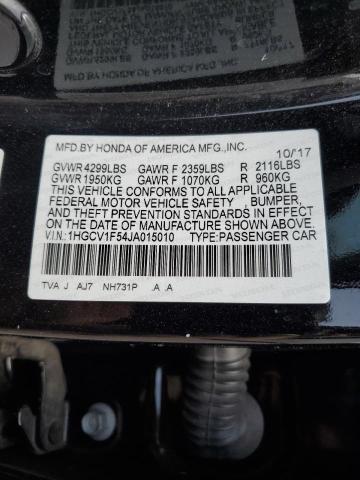 MFD.BY HONDA OF AMERICA MFG.,INC. 10/'17
GVWR 4299LBS GAWR F 2359LBS R 2116LBS
GVWR 1950KG GAWR F 1070KG R 960KG
THIS VEHICLE CONFORMS TO ALL APPLICABLE
FEDERAL MOTOR VEHICLE SAFETY , BUMPER,
AND THEFT PREVENTION STANDARDS IN EFFECT
ON THE DATE OF MANUFACTURE SHOWN ABOVE.
V.I.N.:1HGCV1F54JA015010 TYPE:PASSENGER CAR
TVA J AJ7 NH731P .A .A